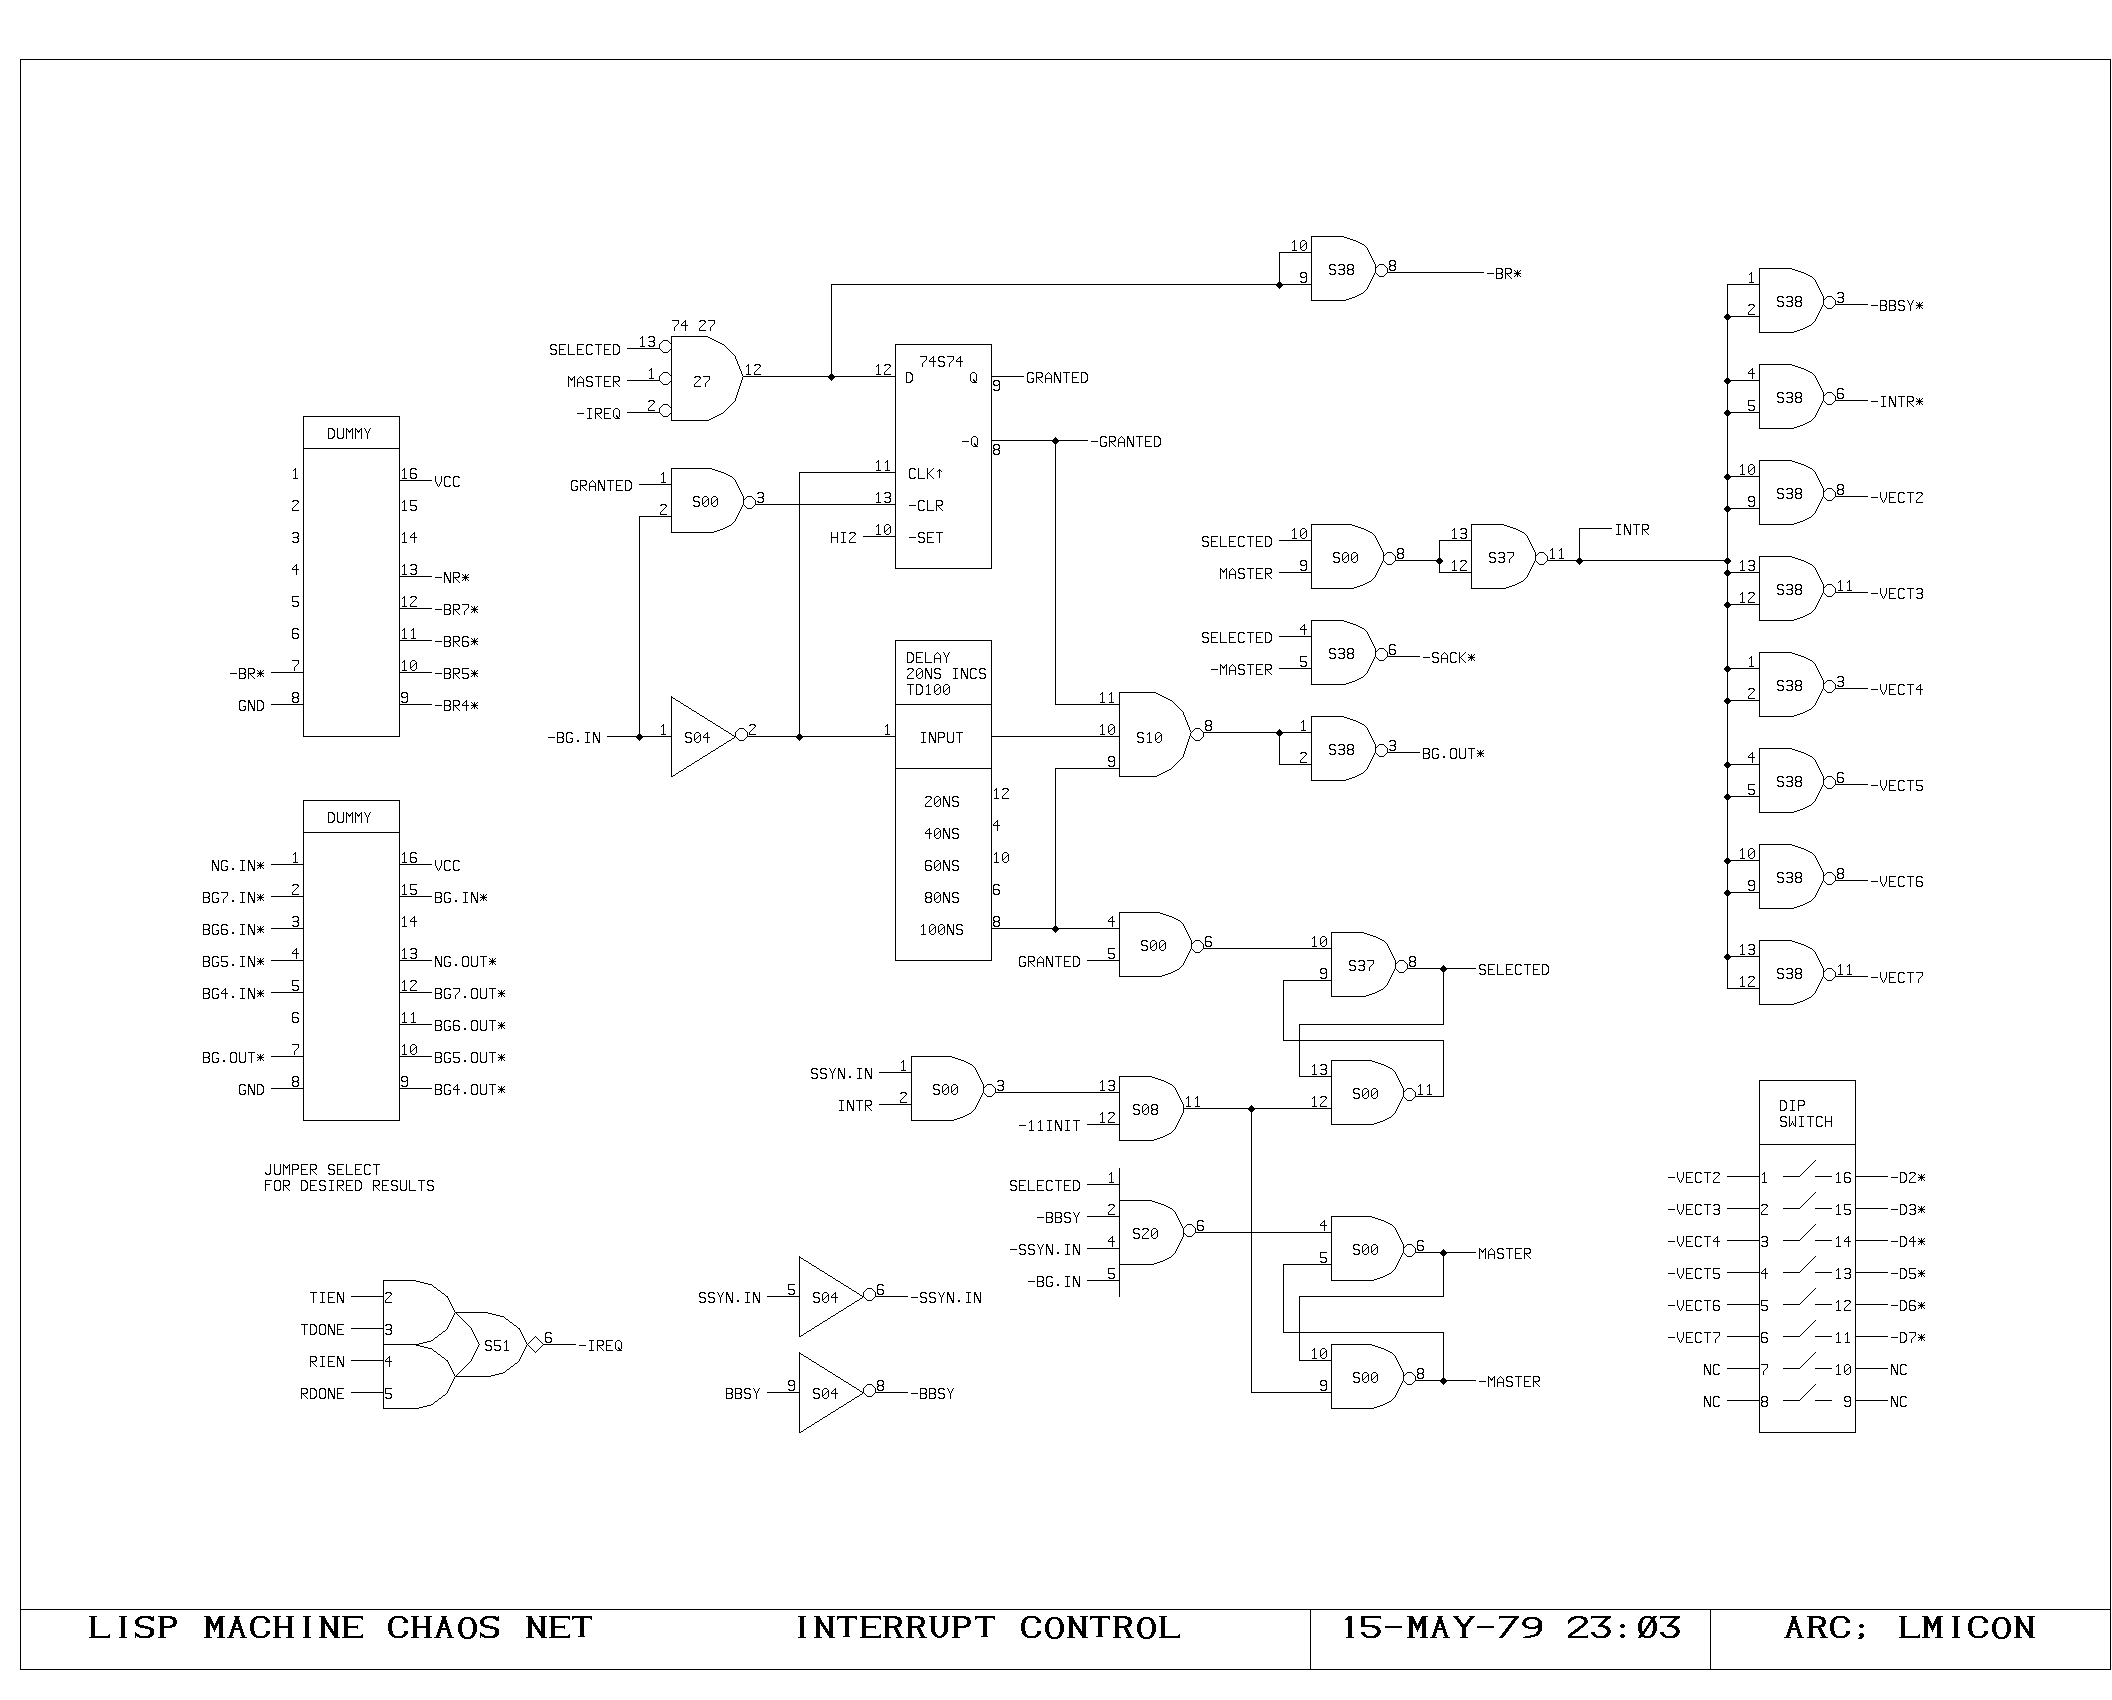 10
9
S38
8
-BR*
1
2
S38
3
-BBSY*
74 27
SELECTED
13
MASTER
1
-IREQ
2
27
12
74S74
12
D
Q
9
GRANTED
-Q
8
-GRANTED
11
CLK↑
13
-CLR
HI2
10
-SET
4
5
S38
6
-INTR*
DUMMY
1
16
VCC
2
15
3
14
4
13
-NR*
5
12
-BR7*
6
11
-BR6*
-BR*
7
10
-BR5*
GND
8
9
-BR4*
GRANTED
1
2
S00
3
10
9
S38
8
-VECT2
SELECTED
10
MASTER
9
S00
8
13
12
S37
11
INTR
13
12
S38
11
-VECT3
SELECTED
4
-MASTER
5
S38
6
-SACK*
1
2
S38
3
-VECT4
-BG.IN
1
S04
2
DELAY
20NS INCS
TD100
1
INPUT
20NS
12
40NS
4
60NS
10
80NS
6
100NS
8
11
10
9
S10
8
1
2
S38
3
BG.OUT*
4
5
S38
6
-VECT5
10
9
S38
8
-VECT6
13
12
S38
11
-VECT7
DUMMY
NG.IN*
1
16
VCC
BG7.IN*
2
15
BG.IN*
BG6.IN*
3
14
BG5.IN*
4
13
NG.OUT*
BG4.IN*
5
12
BG7.OUT*
6
11
BG6.OUT*
BG.OUT*
7
10
BG5.OUT*
GND
8
9
BG4.OUT*
JUMPER SELECT
FOR DESIRED RESULTS
4
GRANTED
5
S00
6
10
9
S37
8
SELECTED
SSYN.IN
1
INTR
2
S00
3
13
-11INIT
12
S08
11
13
12
S00
11
SELECTED
1
-BBSY
2
-SSYN.IN
4
-BG.IN
5
S20
6
4
5
S00
6
MASTER
10
9
S00
8
-MASTER
TIEN
2
TDONE
3
RIEN
4
RDONE
5
S51
6
-IREQ
SSYN.IN
5
S04
6
-SSYN.IN
BBSY
9
S04
8
-BBSY
DIP
SWITCH
-VECT2
1
16
-D2*
-VECT3
2
15
-D3*
-VECT4
3
14
-D4*
-VECT5
4
13
-D5*
-VECT6
5
12
-D6*
-VECT7
6
11
-D7*
NC
7
10
NC
NC
8
9
NC
LISP MACHINE CHAOS NET
INTERRUPT CONTROL
15-MAY-79 23:03
ARC; LMICON